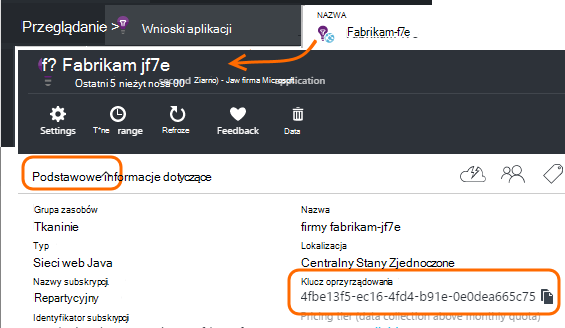 Przeglądanie >
Wnioski aplikacji
NAZWA
Fabrikam-f7e
f? Fabrikam jf7e
Ostatni 5 nieżyt nosa 00 second Ziarno) - Jaw firma Microsoft application
Settings
T*ne range
Refroze
Feedback
Data
Podstawowe informacje dotyczące
Grupa zasobów
Nazwa
Tkaninie
firmy fabrikam-jf7e
Typ
Lokalizacja
Sieci web Java
Centralny Stany Zjednoczone
Nazwy subskrypcji.
Klucz oprzyrządowania
Repartycyjny
4fbe13f5-ec16-4fd4-b91e-0e0dea665c75
Identyfikator subskrypcji
Pricing tier (data collection above monthly quota)